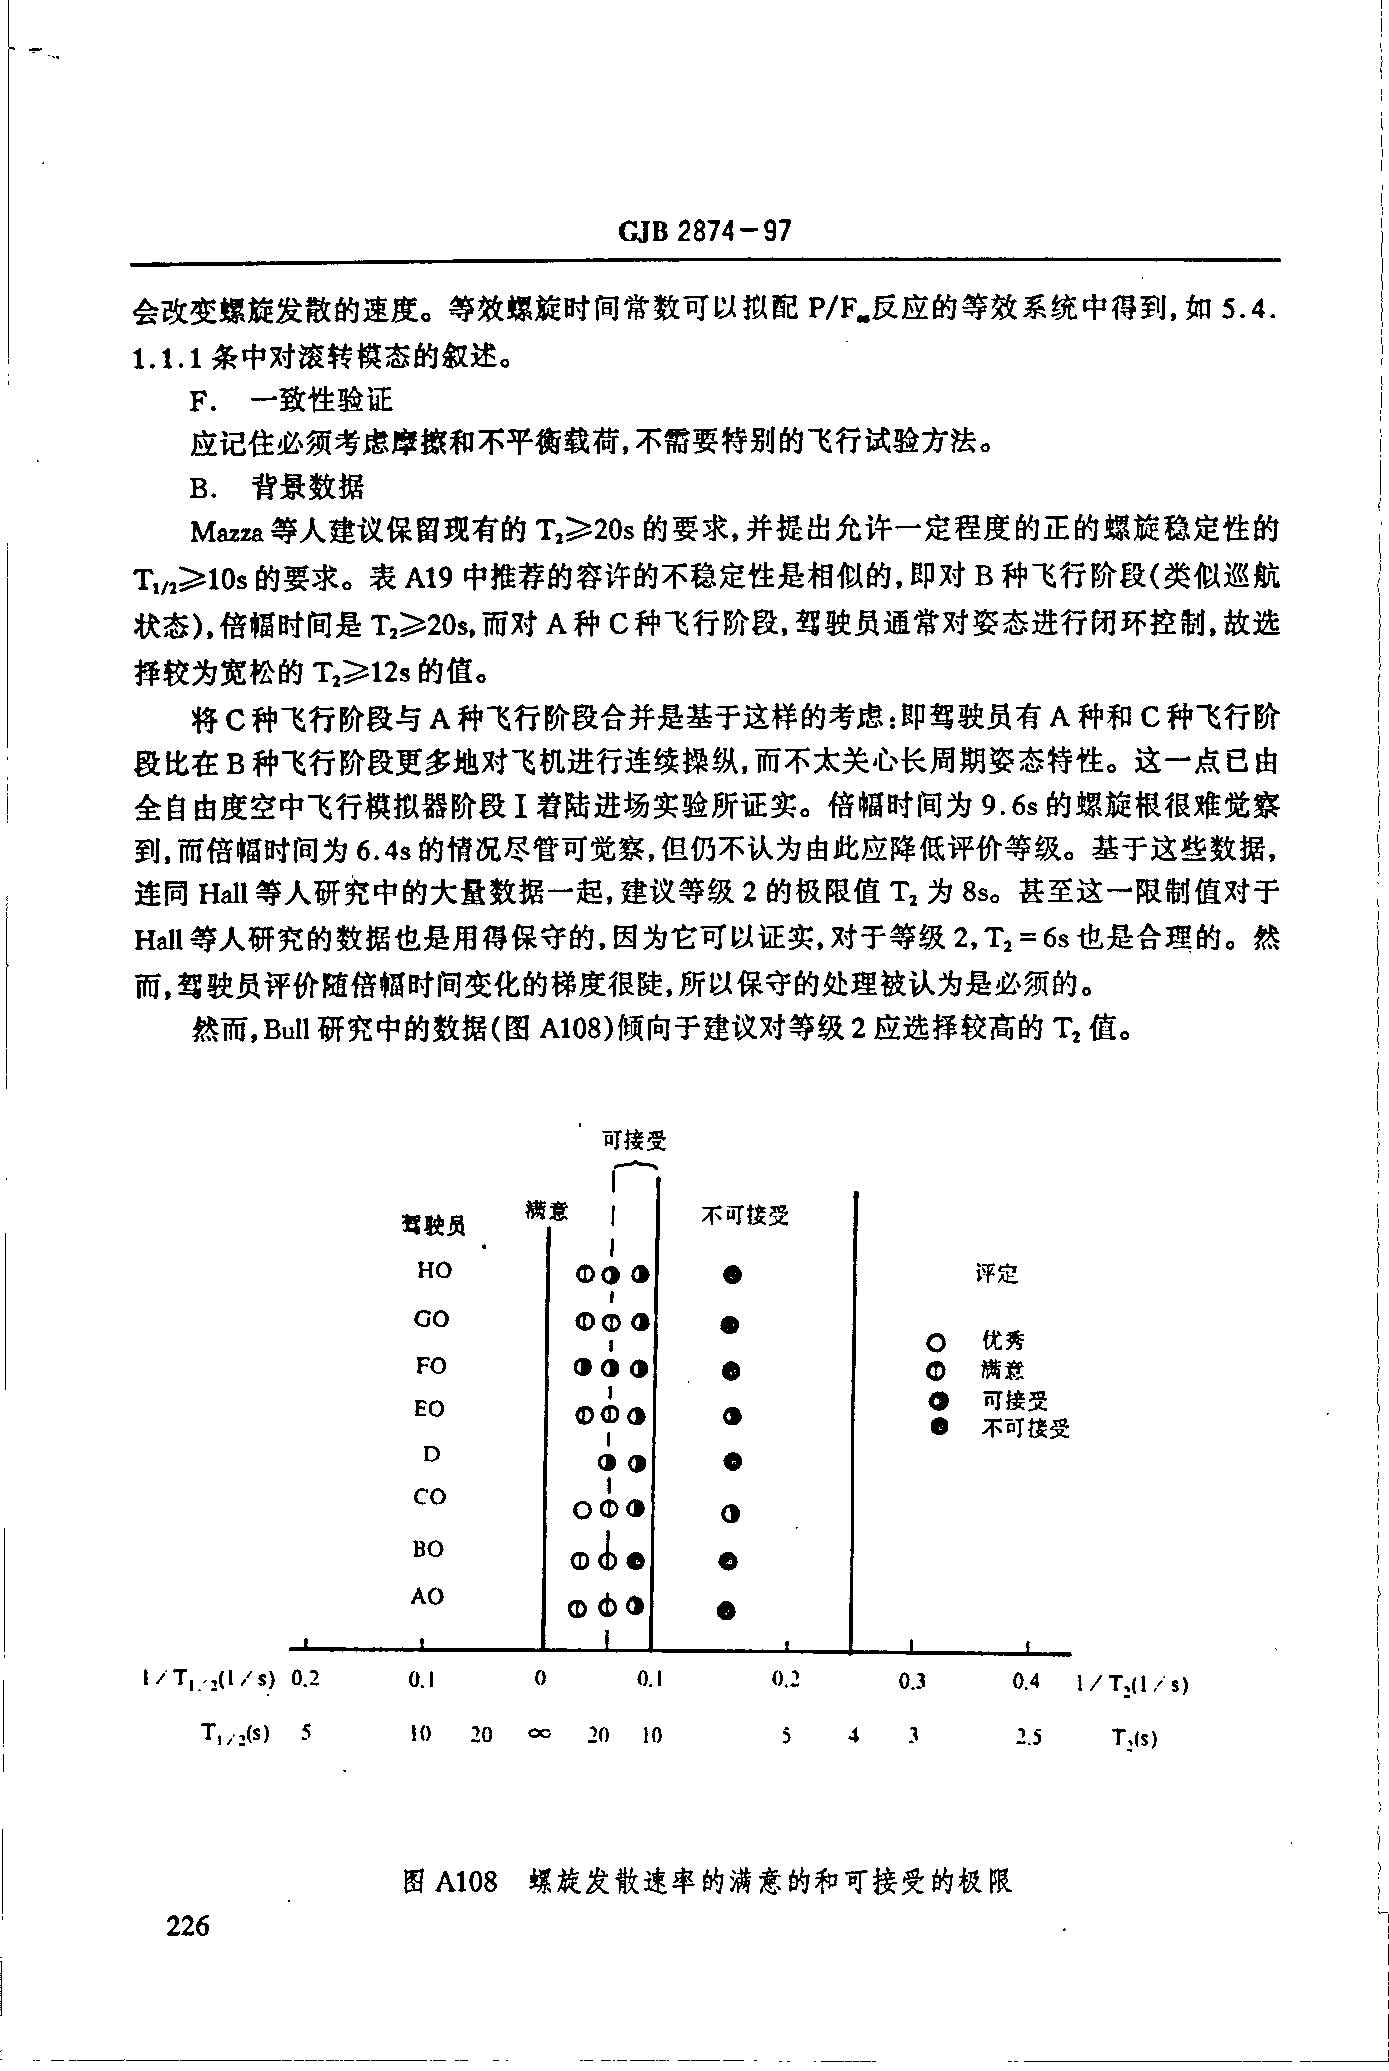 GJB 2874-97
会改变螺旋发散的速度。等效螺旋时间常数可以拟配 P/Fas反应的等效系统中得到,如 5.4.
1.1.1 条中对滚转模态的叙述。
F. 一致性验证
应记住必须考虑摩擦和不平衡载荷,不需要特别的飞行试验方法。
B. 背景数据
Mazza 等人建议保留现有的 T₂≥20s 的要求,并提出允许一定程度的正的螺旋稳定性的
T1/2≥10s 的要求。表 A19 中推荐的容许的不稳定性是相似的,即对 B 种飞行阶段(类似巡航
状态),倍幅时间是 T₂≥20s,而对 A 种 C 种飞行阶段,驾驶员通常对姿态进行闭环控制,故选
择较为宽松的 T₂≥12s 的值。
将 C 种飞行阶段与 A 种飞行阶段合并是基于这样的考虑:即驾驶员有 A 种和 C 种飞行阶
段比在 B 种飞行阶段更多地对飞机进行连续操纵,而不太关心长周期姿态特性。这一点已由
全自由度空中飞行模拟器阶段 I 着陆进场实验所证实。倍幅时间为 9.6s 的螺旋根很难觉察
到,而倍幅时间为 6.4s 的情况尽管可觉察,但仍不认为由此应降低评价等级。基于这些数据,
连同 Hall 等人研究中的大量数据一起,建议等级 2 的极限值 T₂ 为 8s。甚至这一限制值对于
Hall 等人研究的数据也是用得保守的,因为它可以证实,对于等级 2,T₂=6s 也是合理的。然
而,驾驶员评价随倍幅时间变化的梯度很陡,所以保守的处理被认为是必须的。
然而,Bull 研究中的数据(图 A108)倾向于建议对等级 2 应选择较高的 T₂ 值。
可接受
驾驶员 满意 不可接受
HO 评定
GO
优秀
FO 满意
可接受
EO 不可接受
D
CO
BO
AO
1/T1/2(1/s) 0.2 0.1 0 0.1 0.2 0.3 0.4 1/T₂(1/s)
T1/2(s) 5 10 20 ∞ 20 10 5 4 3 2.5 T₂(s)
图 A108 螺旋发散速率的满意的和可接受的极限
226